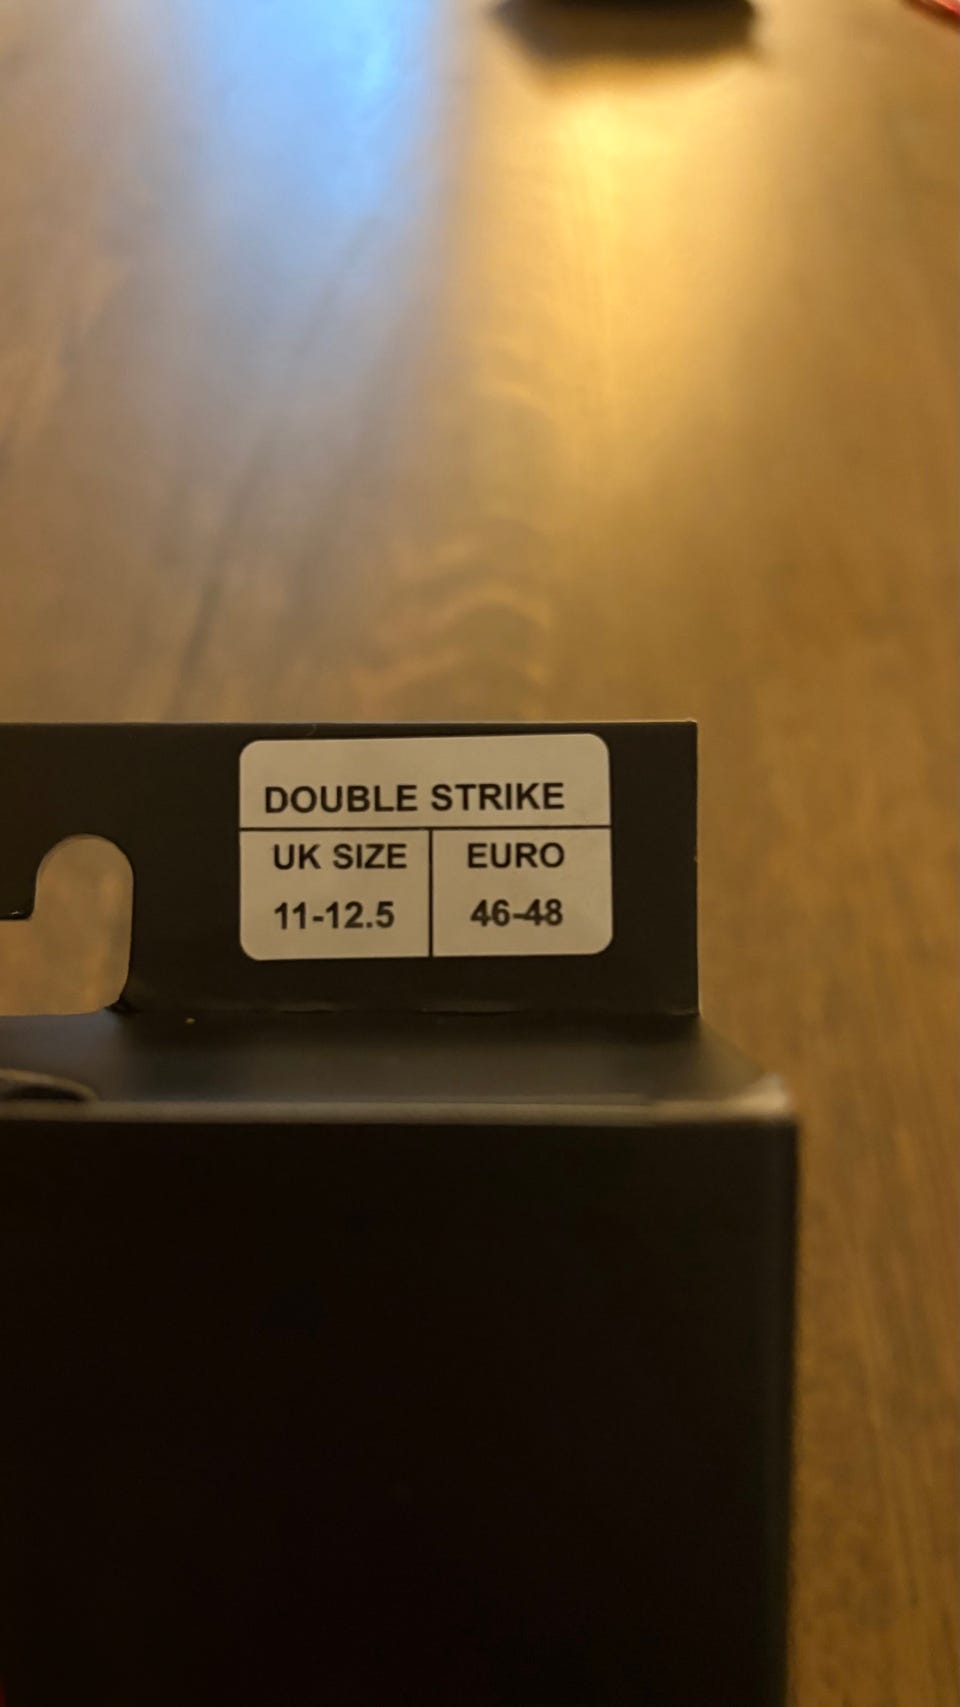 DOUBLE STRIKE
UK SIZE EURO
11-12.5 46-48